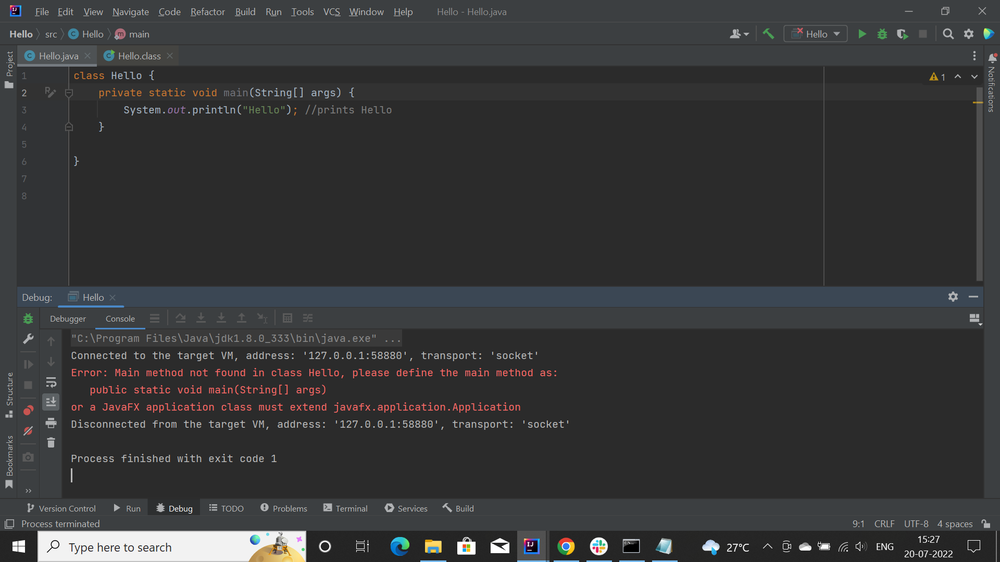 File Edit View Navigate Code Refactor Build Run Tools VCS Window Help Hello - Hello.java
Hello src Hello main
Hello
Hello.java Hello.class
Project
Notifications
1 class Hello {
2 private static void main(String[] args) {
3 System.out.println("Hello"); //prints Hello
4 }
5
6 }
7
8
1
Debug: Hello
Debugger Console
"C:\Program Files\Java\jdk1.8.0_333\bin\java.exe" ...
Connected to the target VM, address: '127.0.0.1:58880', transport: 'socket'
Error: Main method not found in class Hello, please define the main method as:
public static void main(String[] args)
or a JavaFX application class must extend javafx.application.Application
Disconnected from the target VM, address: '127.0.0.1:58880', transport: 'socket'
Process finished with exit code 1
Structure
Bookmarks
Version Control Run Debug TODO Problems Terminal Services Build
Process terminated 9:1 CRLF UTF-8 4 spaces
Type here to search
27°C ENG
15:27
20-07-2022